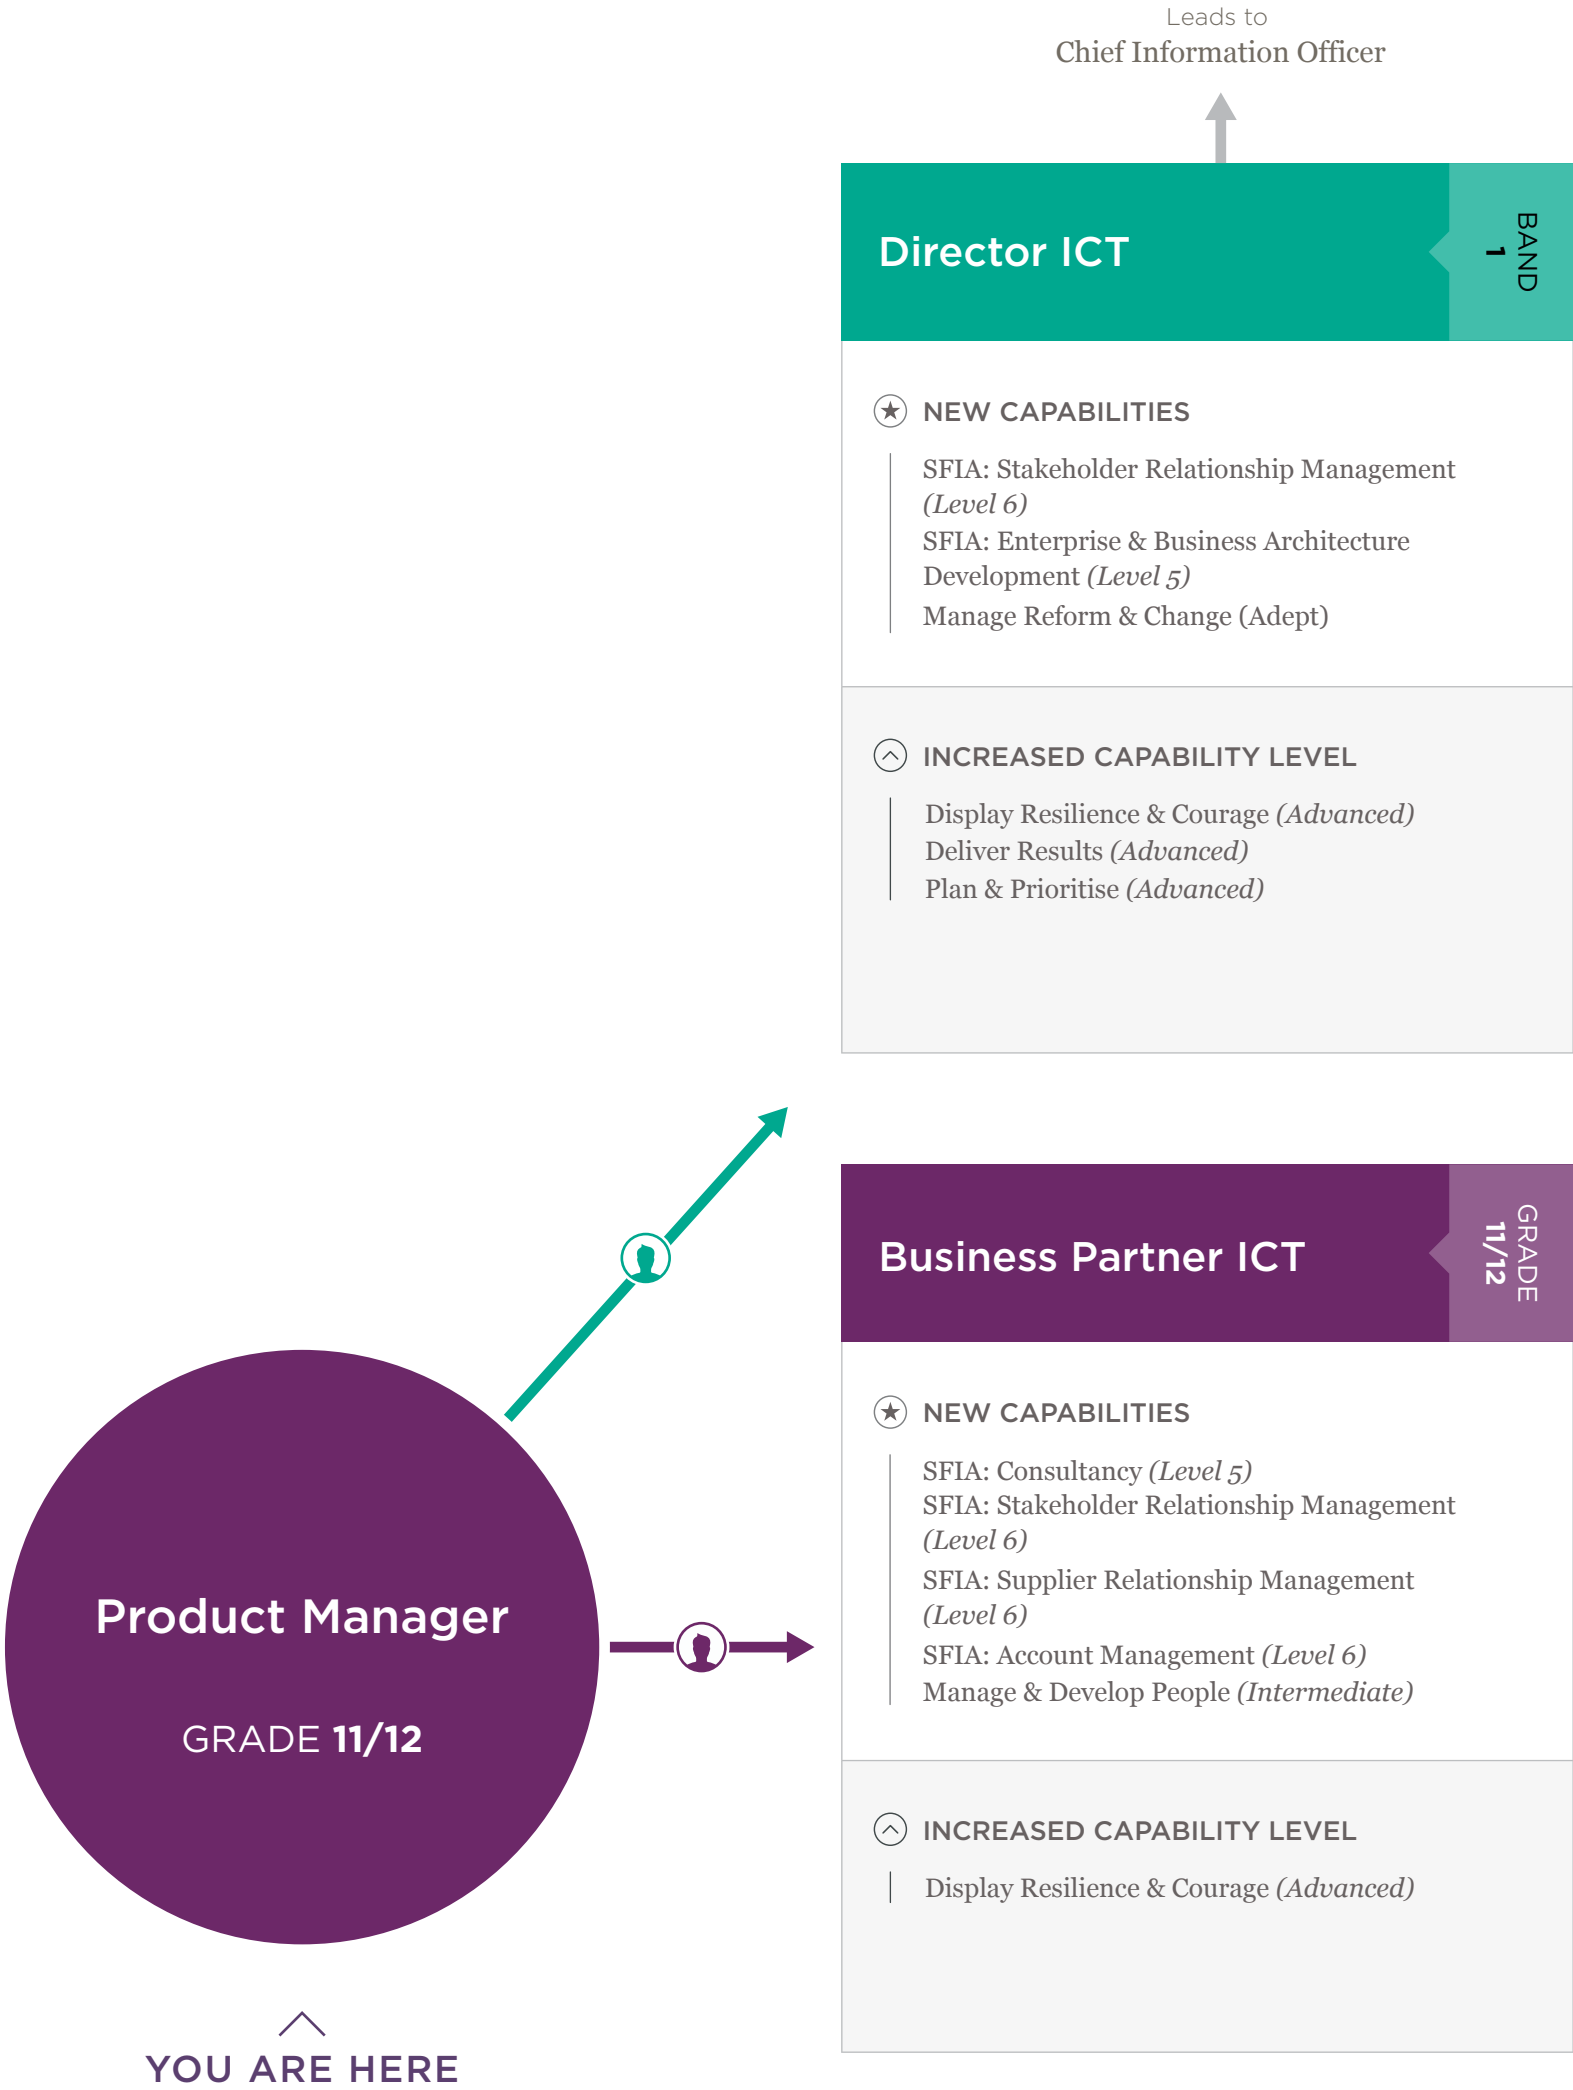 Leads to
Chief Information Officer
Director ICT
BAND
1
NEW CAPABILITIES
SFIA: Stakeholder Relationship Management
(Level 6)
SFIA: Enterprise & Business Architecture
Development (Level 5)
Manage Reform & Change (Adept)
INCREASED CAPABILITY LEVEL
Display Resilience & Courage (Advanced)
Deliver Results (Advanced)
Plan & Prioritise (Advanced)
Business Partner ICT
GRADE
11/12
NEW CAPABILITIES
SFIA: Consultancy (Level 5)
SFIA: Stakeholder Relationship Management
(Level 6)
SFIA: Supplier Relationship Management
(Level 6)
SFIA: Account Management (Level 6)
Manage & Develop People (Intermediate)
INCREASED CAPABILITY LEVEL
Display Resilience & Courage (Advanced)
Product Manager
GRADE 11/12
YOU ARE HERE